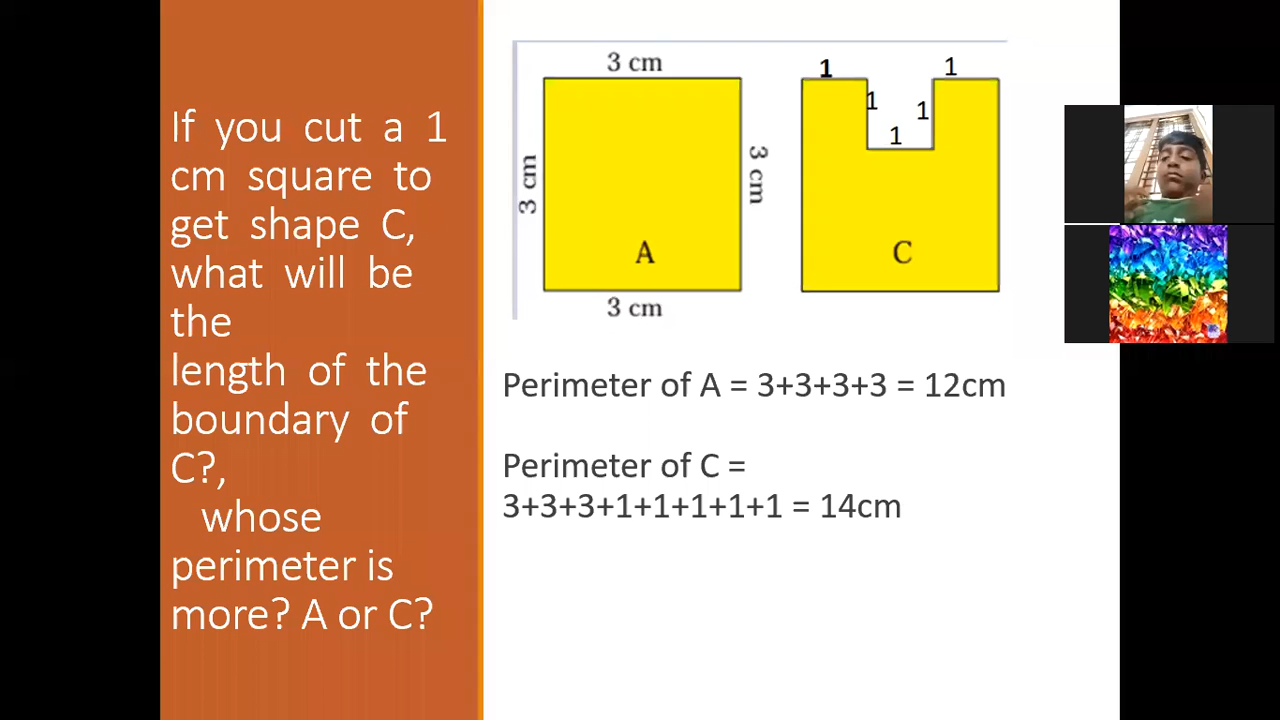 If you cut a 1
cm square to
get shape C,
what will be
the
length of the
boundary of
C?,
whose
perimeter is
more? A or C?
3 cm
3 cm
3 cm
A
3 cm
1
1
1
1
1
C
Perimeter of A = 3+3+3+3 = 12cm
Perimeter of C =
3+3+3+1+1+1+1+1 = 14cm